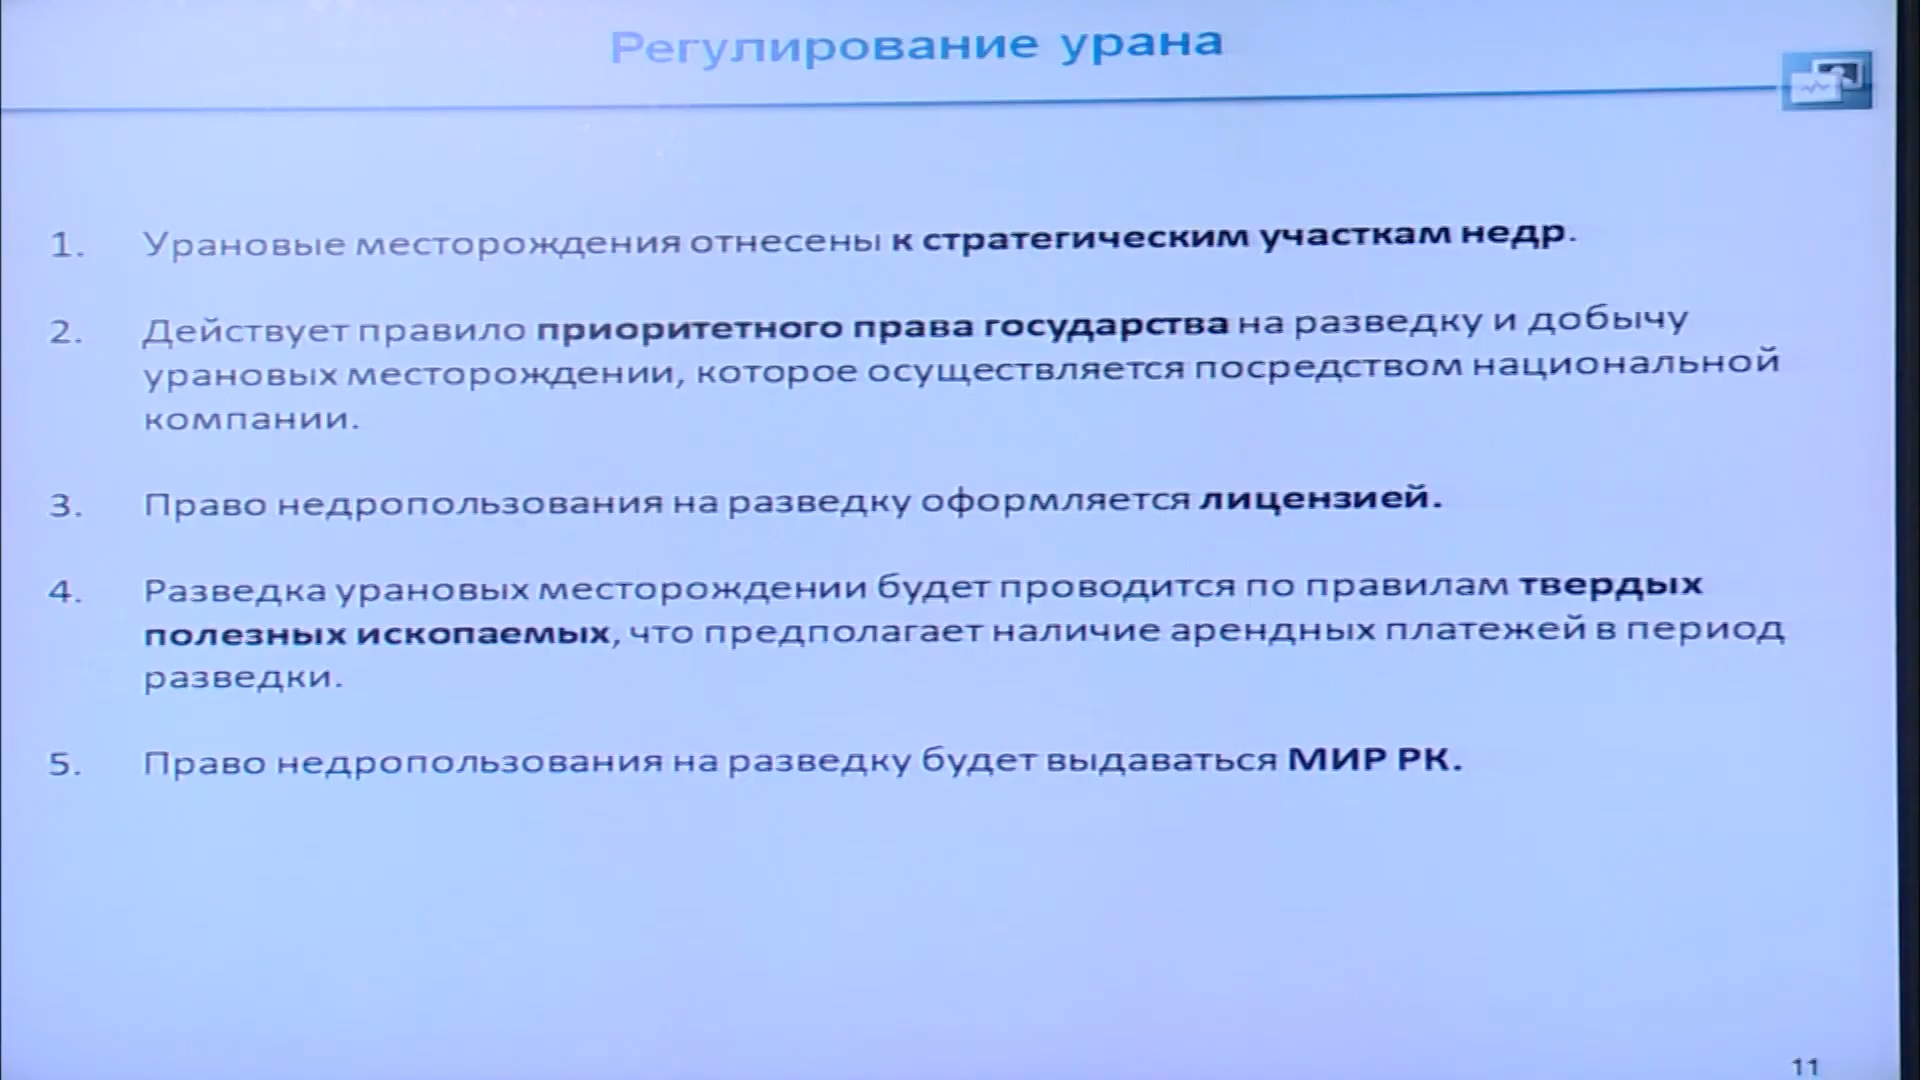 Регулирование урана
1. Урановые месторождения отнесены к стратегическим участкам недр.
2. Действует правило приоритетного права государства на разведку и добычу
урановых месторождении, которое осуществляется посредством национальной
компании.
3. Право недропользования на разведку оформляется лицензией.
4. Разведка урановых месторождении будет проводится по правилам твердых
полезных ископаемых, что предполагает наличие арендных платежей в период
разведки.
5. Право недропользования на разведку будет выдаваться МИР РК.
11